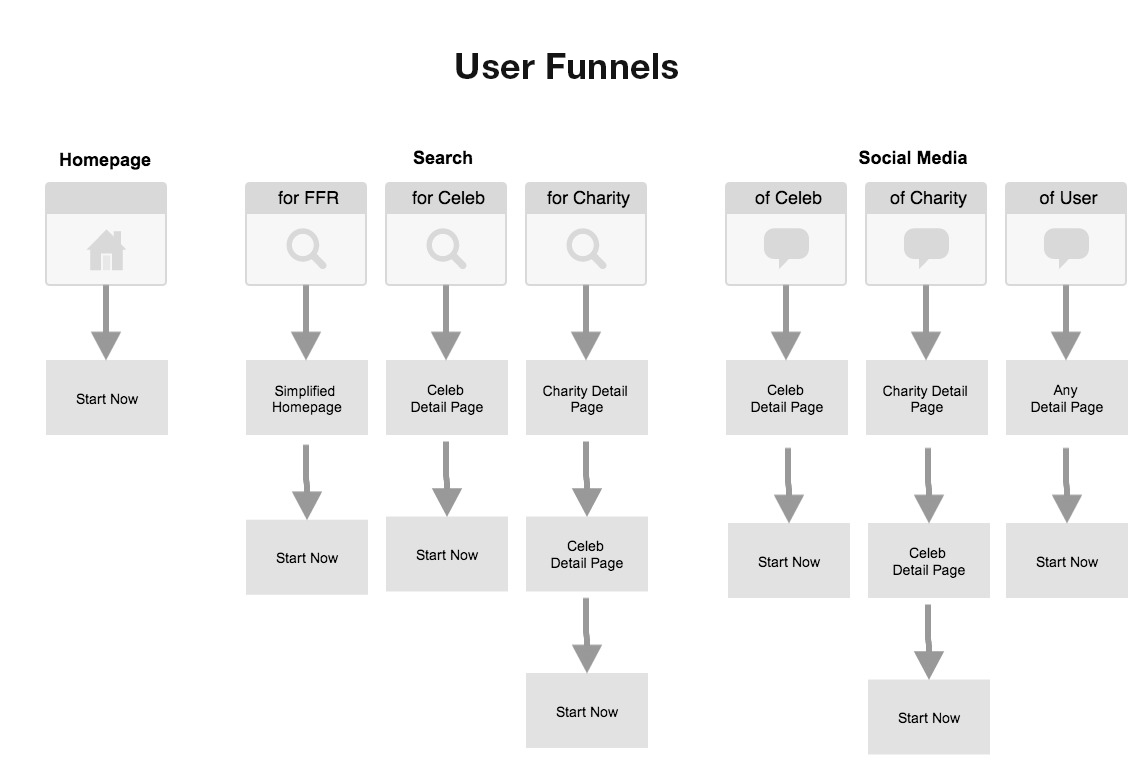 User Funnels
Homepage
Search
Social Media
for FFR
for Celeb
for Charity
of Celeb
of Charity
of User
Start Now
Simplified
Homepage
Celeb
Detail Page
Charity Detail
Page
Celeb
Detail Page
Charity Detail
Page
Any
Detail Page
Start Now
Start Now
Celeb
Detail Page
Start Now
Celeb
Detail Page
Start Now
Start Now
Start Now